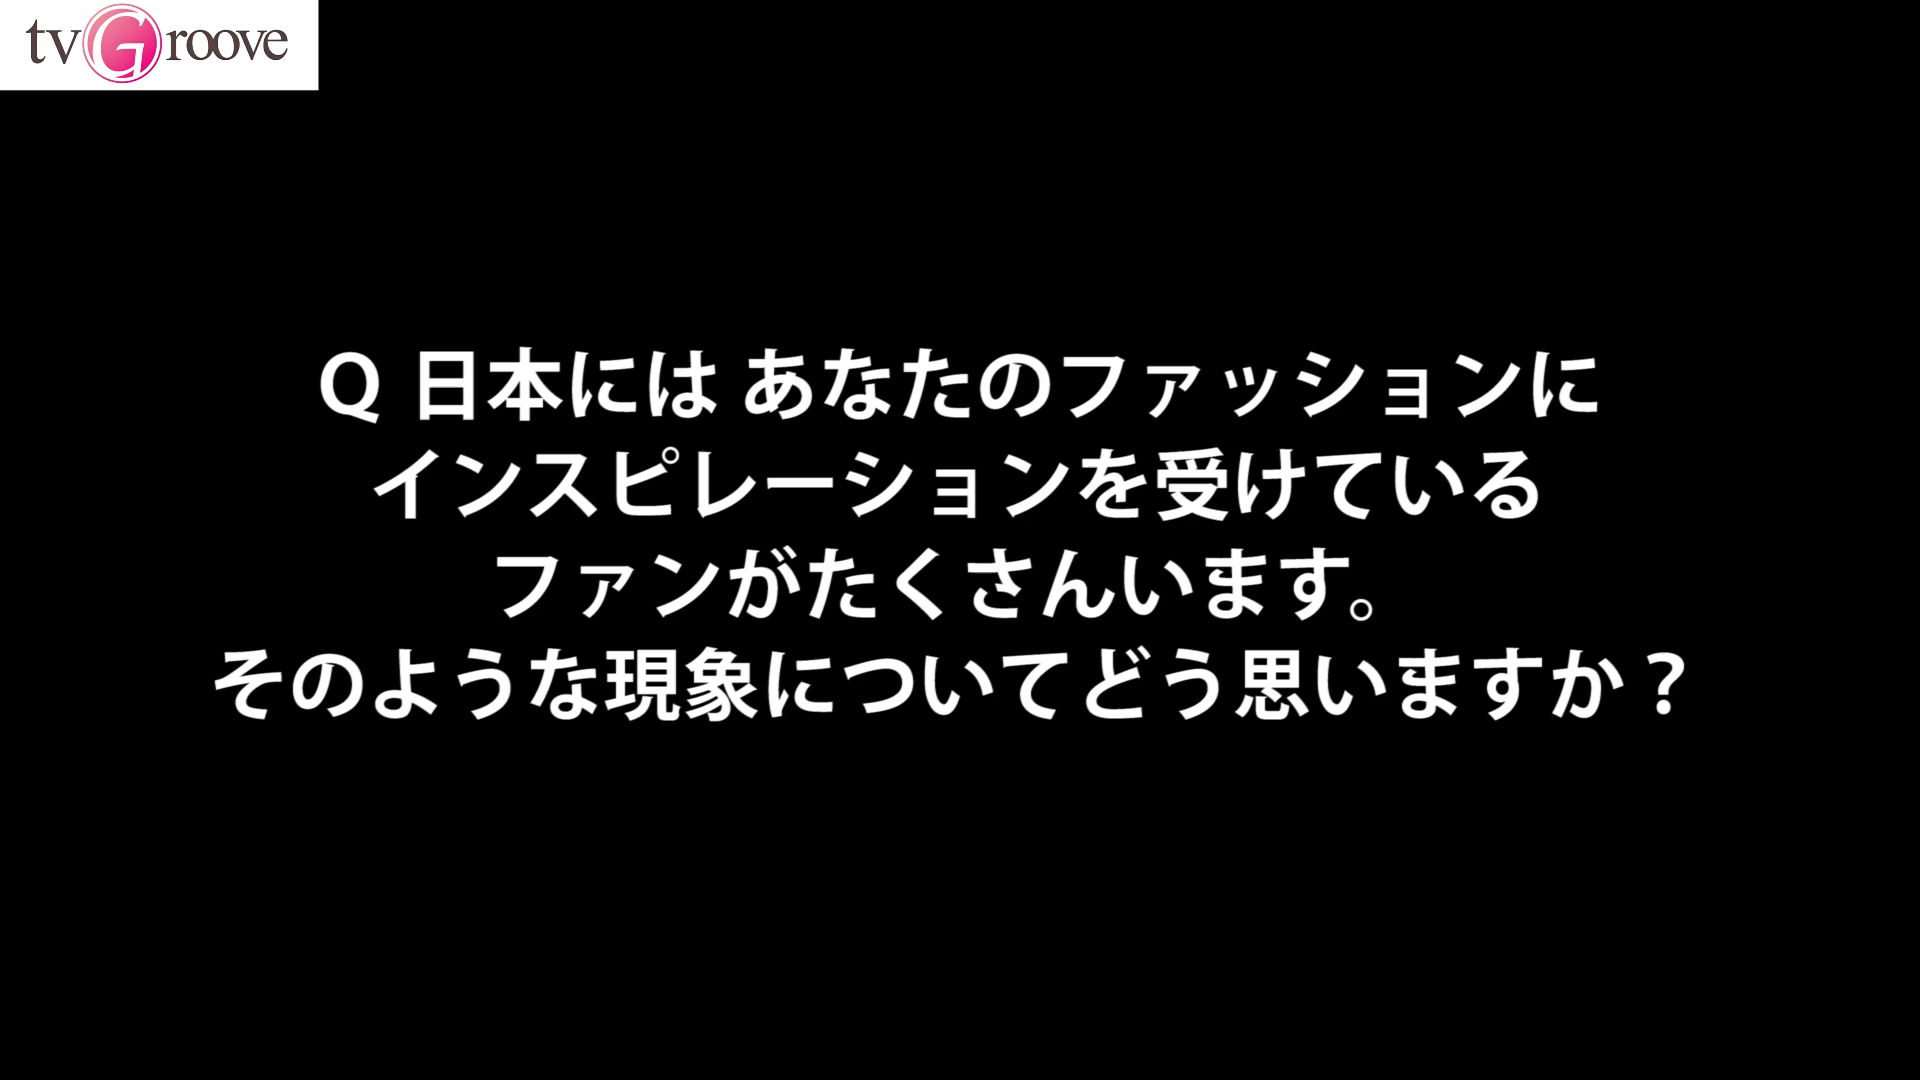 tvGroove
Q 日本には あなたのファッションに
インスピレーションを受けている
ファンがたくさんいます。
そのような現象についてどう思いますか？